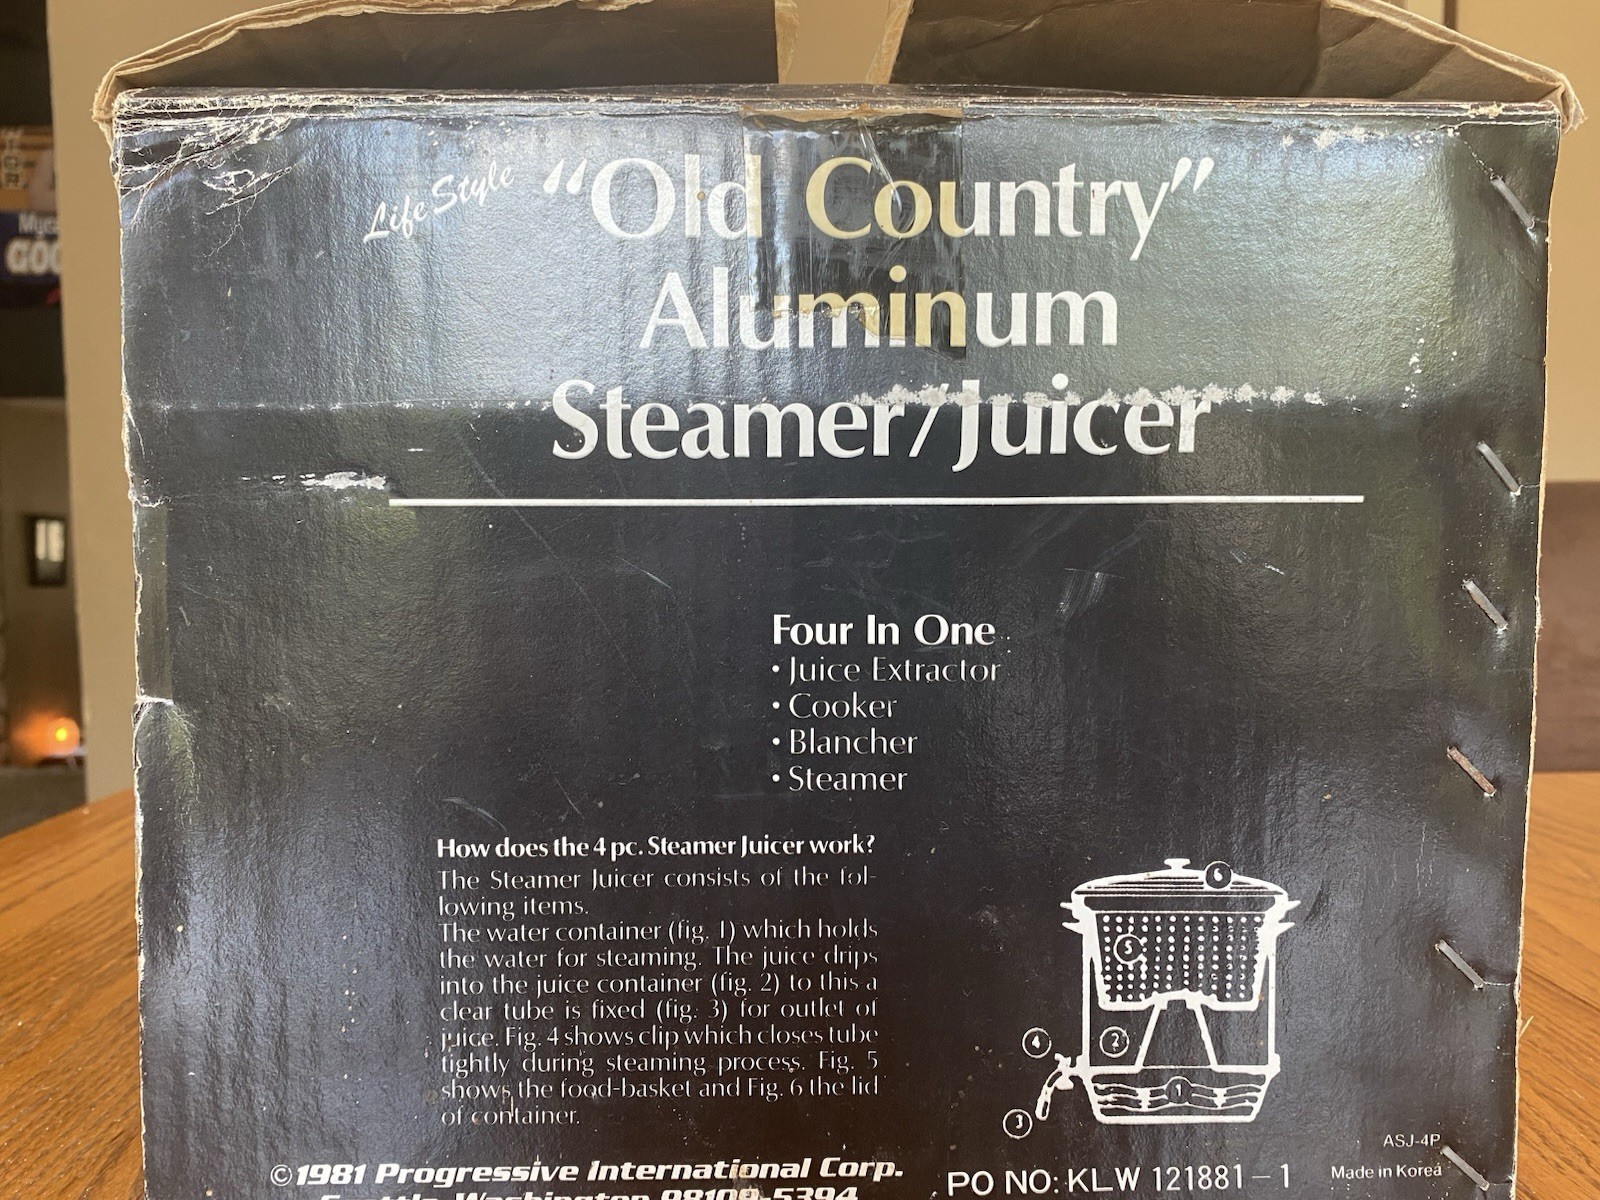 LifeStyle "Old Country"
Aluminum
Steamer/Juicer
Four In One
• Juice Extractor
• Cooker
• Blancher
• Steamer
How does the 4 pc. Steamer Juicer work?
The Steamer Juicer consists of the fol-
lowing items.
The water container (fig. 1) which holds
the water for steaming. The juice drips
into the juice container (fig. 2) to this a
clear tube is fixed (fig. 3) for outlet of
juice. Fig. 4 shows clip which closes tube
tightly during steaming process. Fig. 5
shows the food-basket and Fig. 6 the lid
of container.
6
5
4
2
1
3
ASJ-4P
©1981 Progressive International Corp.
Seattle, Washington 98109-5394
PO NO: KLW 121881-1
Made in Korea